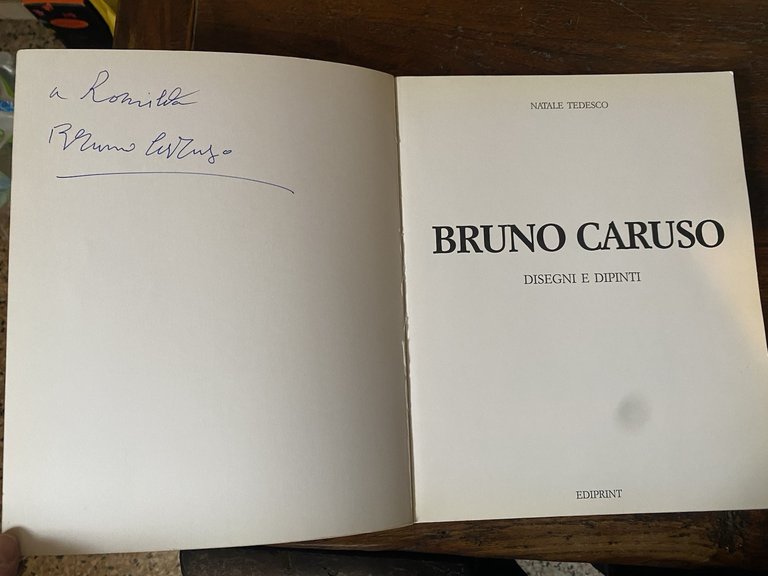 a Romilda
Bruno Caruso
NATALE TEDESCO
BRUNO CARUSO
DISEGNI E DIPINTI
EDIPRINT